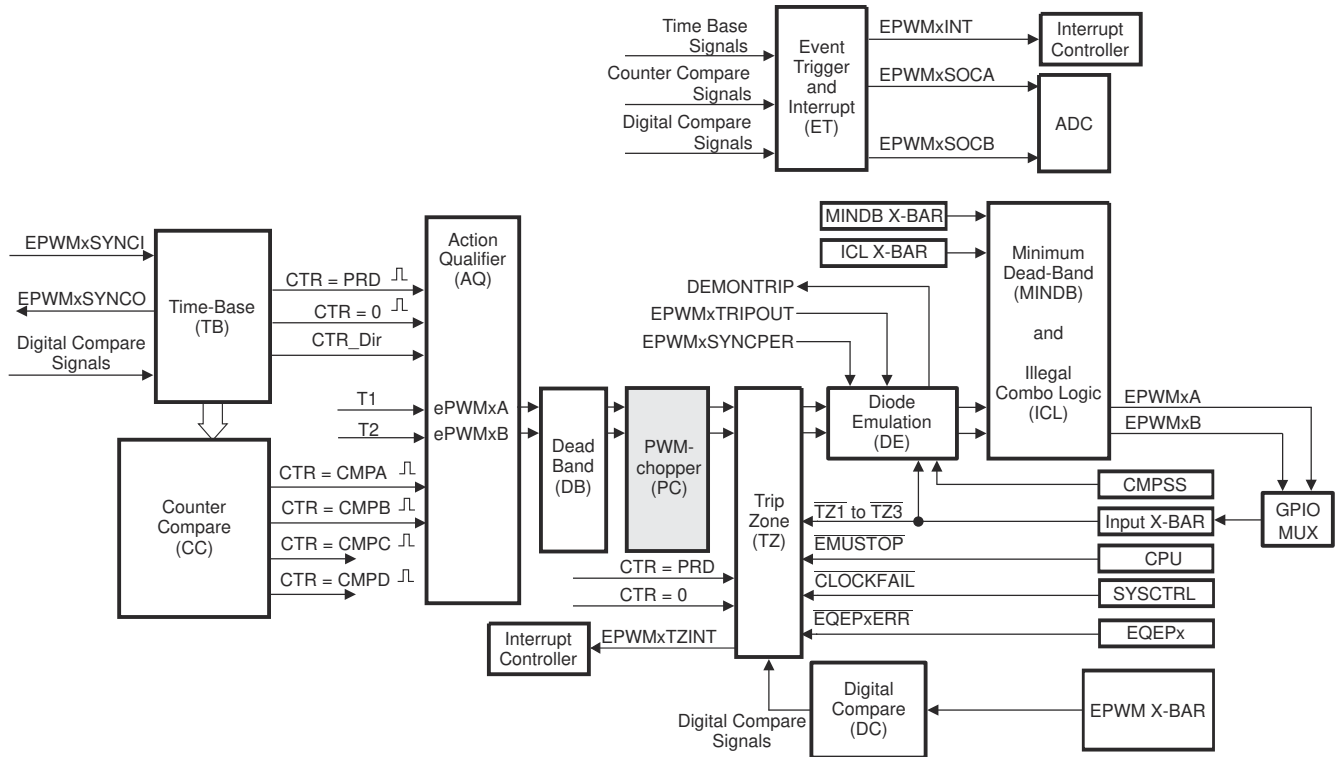 Time Base
Signals
Counter Compare
Signals
Digital Compare
Signals
Event
Trigger
and
Interrupt
(ET)
EPWMxINT
EPWMxSOCA
EPWMxSOCB
Interrupt
Controller
ADC
EPWMxSYNCI
EPWMxSYNCO
Digital Compare
Signals
Time-Base
(TB)
CTR = PRD
CTR = 0
CTR_Dir
T1
T2
Counter
Compare
(CC)
CTR = CMPA
CTR = CMPB
CTR = CMPC
CTR = CMPD
Action
Qualifier
(AQ)
ePWMxA
ePWMxB
Dead
Band
(DB)
PWM-
chopper
(PC)
CTR = PRD
CTR = 0
Interrupt
Controller
EPWMxTZINT
Trip
Zone
(TZ)
DEMONTRIP
EPWMxTRIPOUT
EPWMxSYNCPER
Diode
Emulation
(DE)
MINDB X-BAR
ICL X-BAR
Minimum
Dead-Band
(MINDB)
and
Illegal
Combo Logic
(ICL)
EPWMxA
EPWMxB
TZ1 to TZ3
EMUSTOP
CLOCKFAIL
EQEPxERR
CMPSS
Input X-BAR
CPU
SYSCTRL
EQEPx
GPIO
MUX
Digital Compare
Signals
Digital
Compare
(DC)
EPWM X-BAR